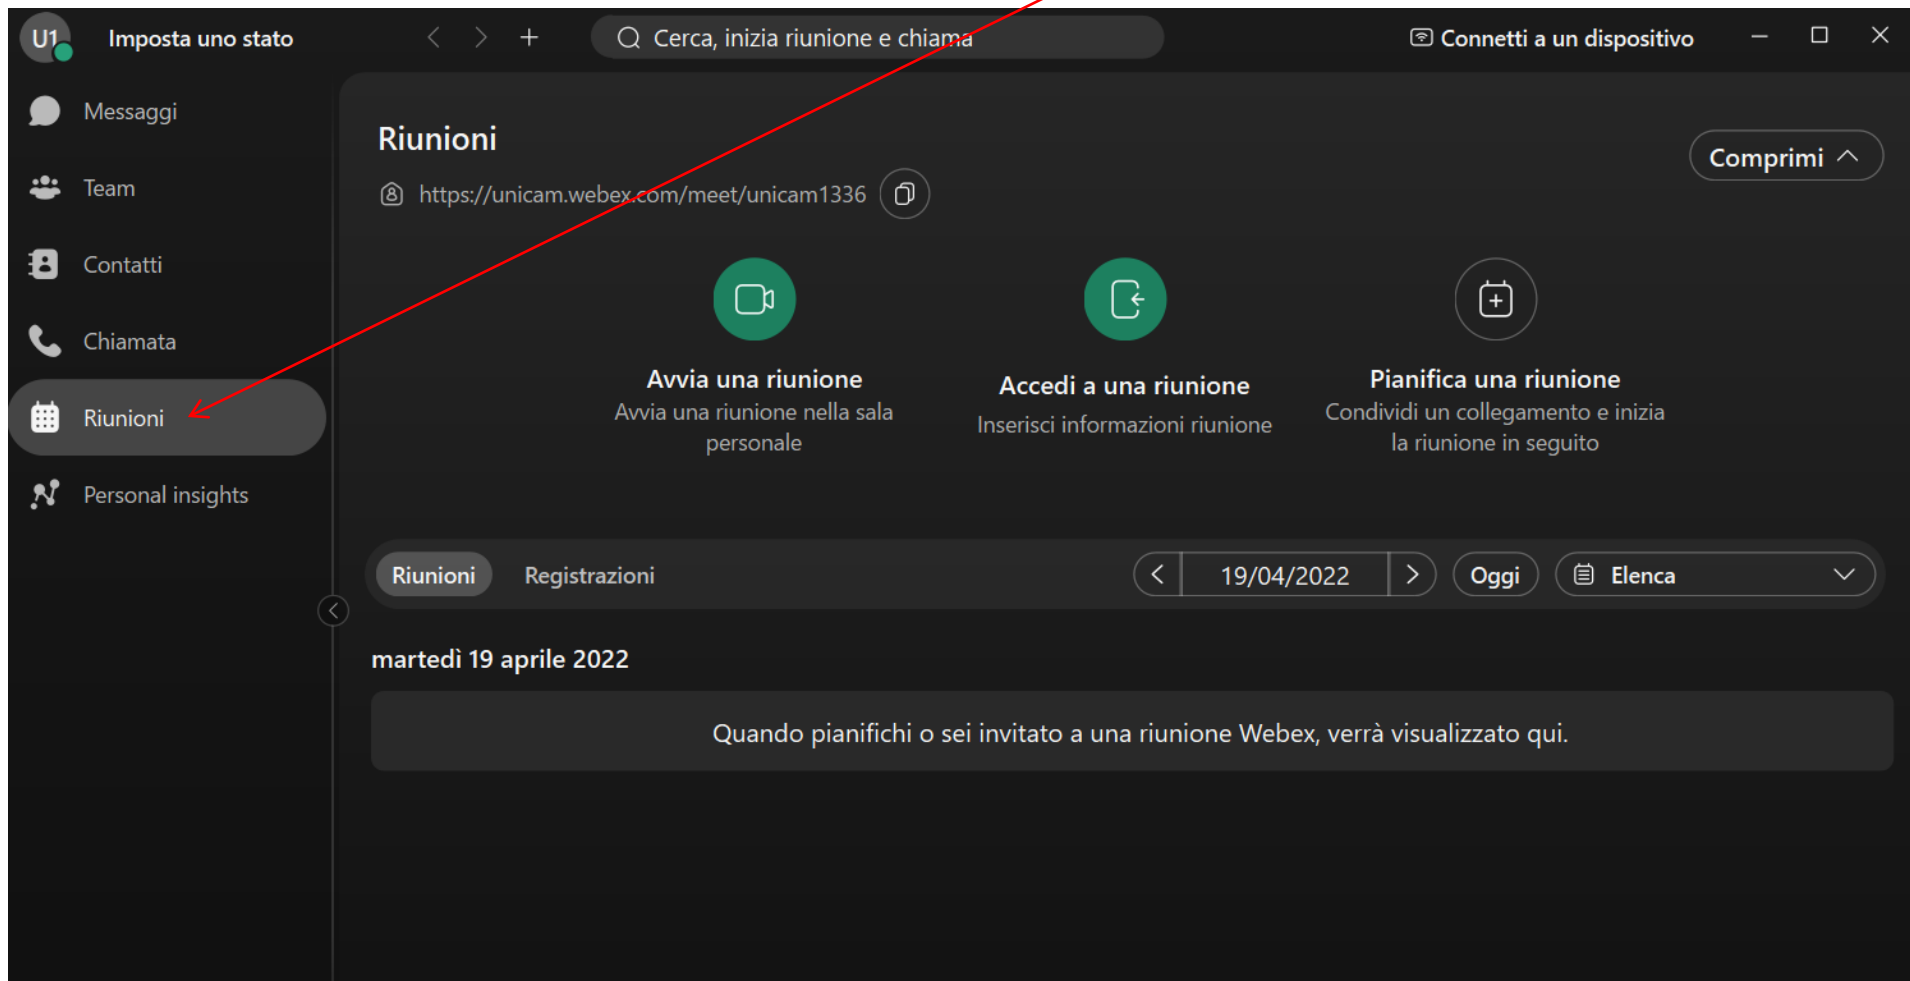 U1 Imposta uno stato
Cerca, inizia riunione e chiama
Connetti a un dispositivo
Messaggi
Team
Contatti
Chiamata
Riunioni
Personal insights
Riunioni
https://unicam.webex.com/meet/unicam1336
Comprimi
Avvia una riunione
Avvia una riunione nella sala
personale
Accedi a una riunione
Inserisci informazioni riunione
Pianifica una riunione
Condividi un collegamento e inizia
la riunione in seguito
Riunioni Registrazioni 19/04/2022 Oggi Elenca
martedì 19 aprile 2022
Quando pianifichi o sei invitato a una riunione Webex, verrà visualizzato qui.